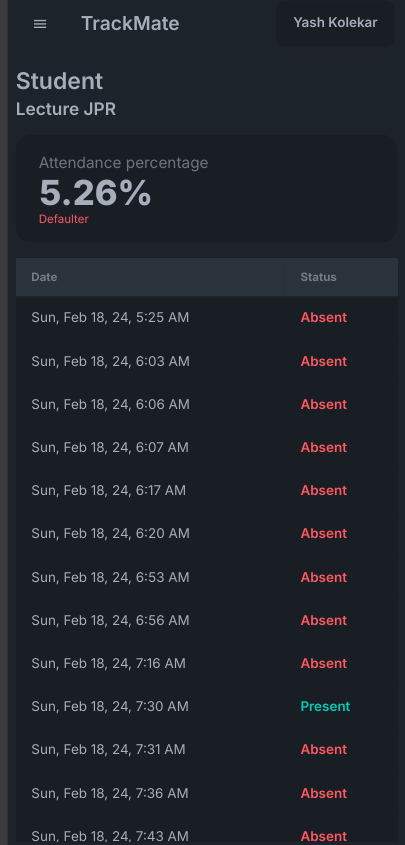 TrackMate
Yash Kolekar
Student
Lecture JPR
Attendance percentage
5.26%
Defaulter
Date Status
Sun, Feb 18, 24, 5:25 AM Absent
Sun, Feb 18, 24, 6:03 AM Absent
Sun, Feb 18, 24, 6:06 AM Absent
Sun, Feb 18, 24, 6:07 AM Absent
Sun, Feb 18, 24, 6:17 AM Absent
Sun, Feb 18, 24, 6:20 AM Absent
Sun, Feb 18, 24, 6:53 AM Absent
Sun, Feb 18, 24, 6:56 AM Absent
Sun, Feb 18, 24, 7:16 AM Absent
Sun, Feb 18, 24, 7:30 AM Present
Sun, Feb 18, 24, 7:31 AM Absent
Sun, Feb 18, 24, 7:36 AM Absent
Sun, Feb 18, 24, 7:43 AM Absent